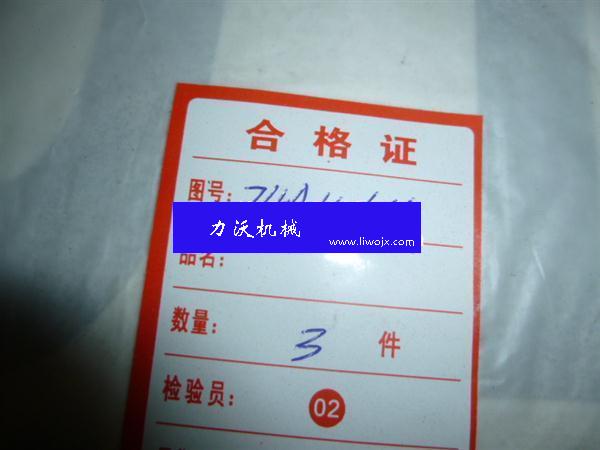 合格证
图号：
力沃机械
www.liwojx.com
品名：
数量： 3 件
检验员： 02